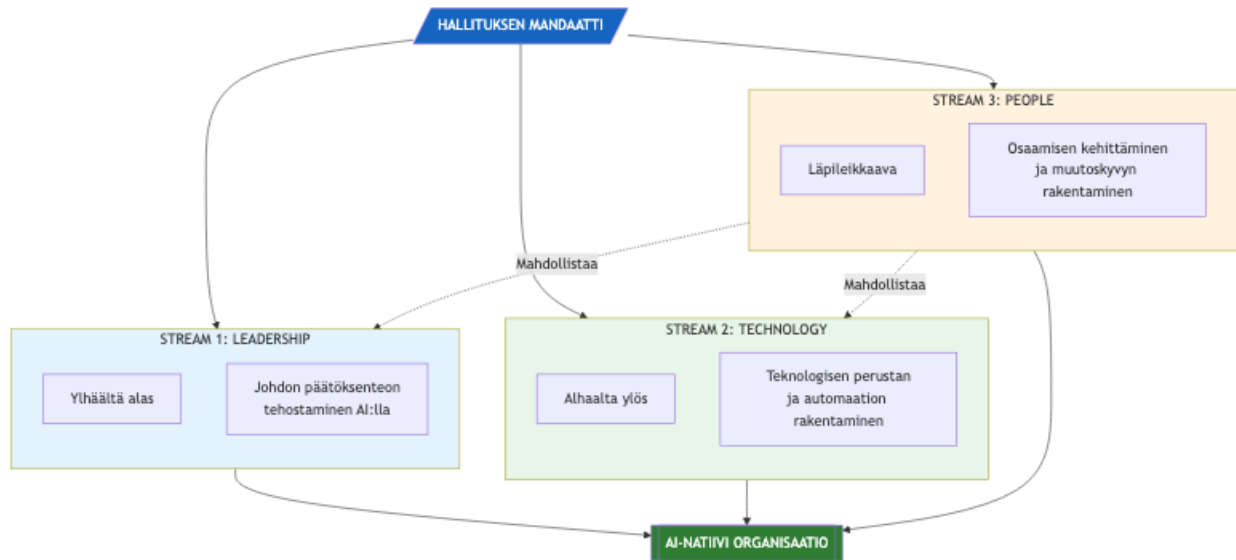 HALLITUKSEN MANDAATTI
STREAM 3: PEOPLE
Läpileikkaava
Osaamisen kehittäminen
ja muutoskyvyn
rakentaminen
Mahdollistaa
Mahdollistaa
STREAM 1: LEADERSHIP
Ylhäältä alas
Johdon päätöksenteon
tehostaminen AI:lla
STREAM 2: TECHNOLOGY
Alhaalta ylös
Teknologisen perustan
ja automaation
rakentaminen
AI-NATIIVI ORGANISAATIO